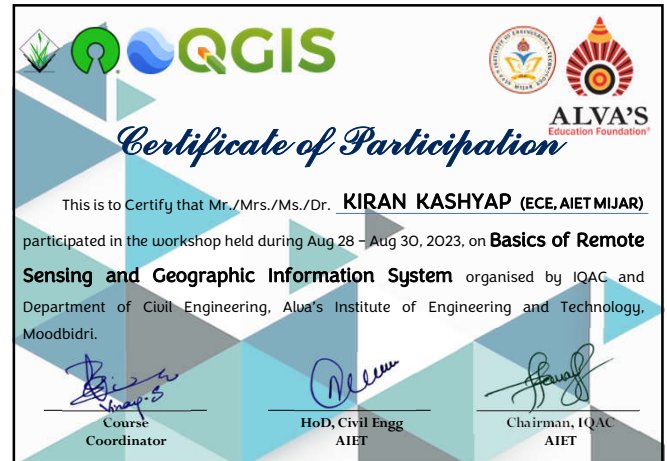 QGIS
ALVA'S
Education Foundation®
Certificate of Participation
This is to Certify that Mr./Mrs./Ms./Dr. KIRAN KASHYAP (ECE, AIET MIJAR)
participated in the workshop held during Aug 28 – Aug 30, 2023, on Basics of Remote
Sensing and Geographic Information System organised by IQAC and
Department of Civil Engineering, Alva's Institute of Engineering and Technology,
Moodbidri.
Vinay.S
Course
Coordinator
HoD, Civil Engg
AIET
Chairman, IQAC
AIET